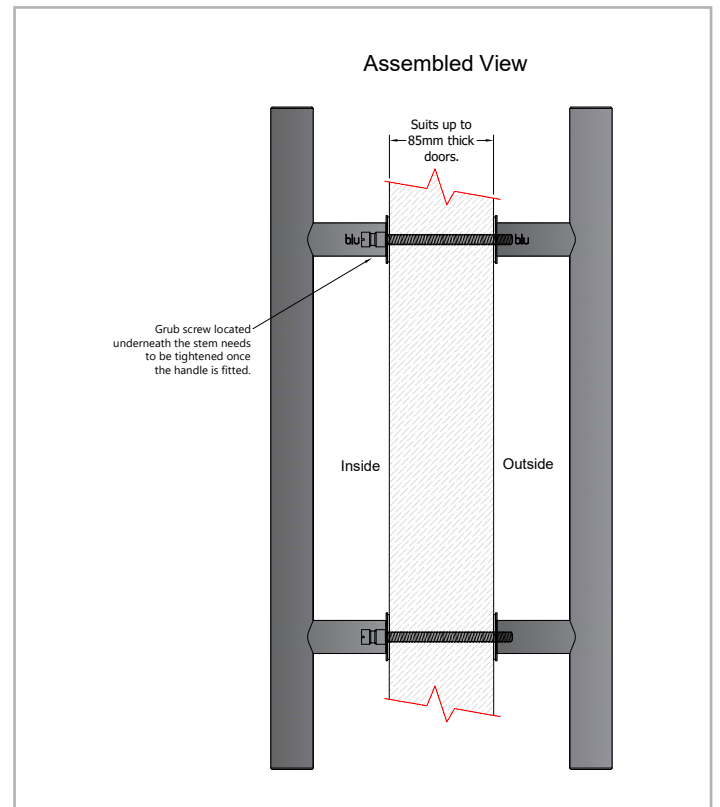 Assembled View
Suits up to
85mm thick
doors.
blu
blu
Grub screw located
underneath the stem needs
to be tightened once
the handle is fitted.
Inside
Outside